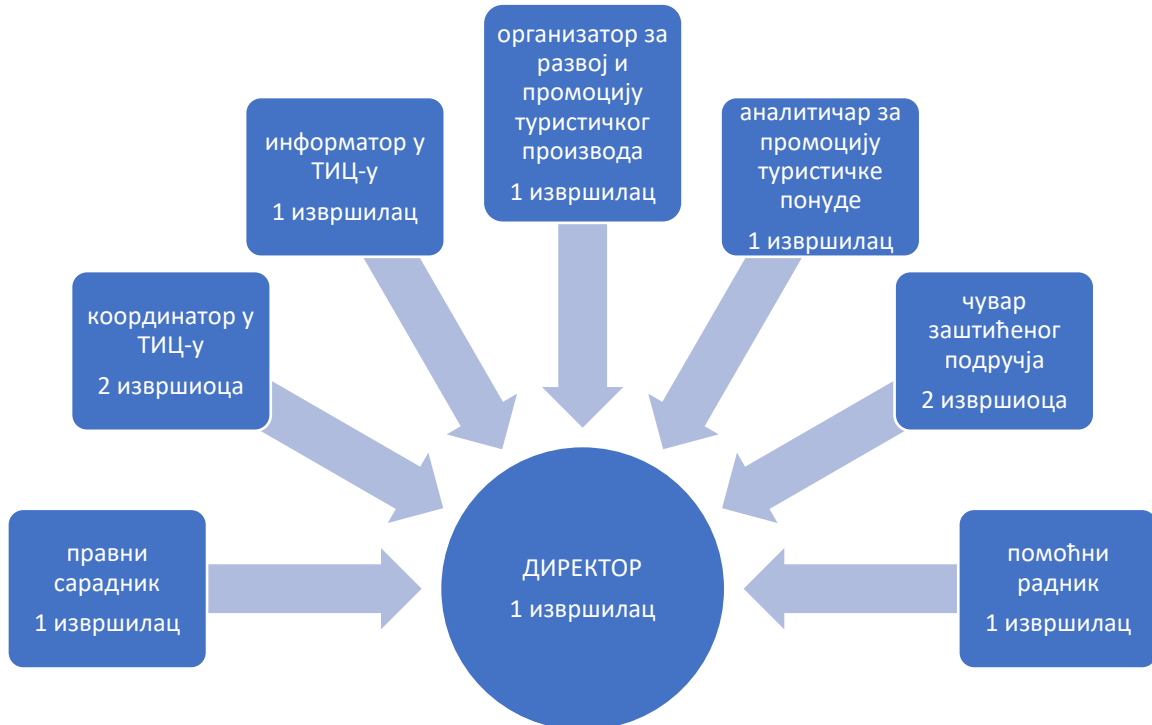 организатор за
развој и
промоцију
туристичког
производа
1 извршилац
аналитичар за
промоцију
туристичке
понуде
1 извршилац
информатор у
ТИЦ-у
1 извршилац
координатор у
ТИЦ-у
2 извршиоца
чувар
заштићеног
подручја
2 извршиоца
правни
сарадник
1 извршилац
ДИРЕКТОР
1 извршилац
помоћни
радник
1 извршилац